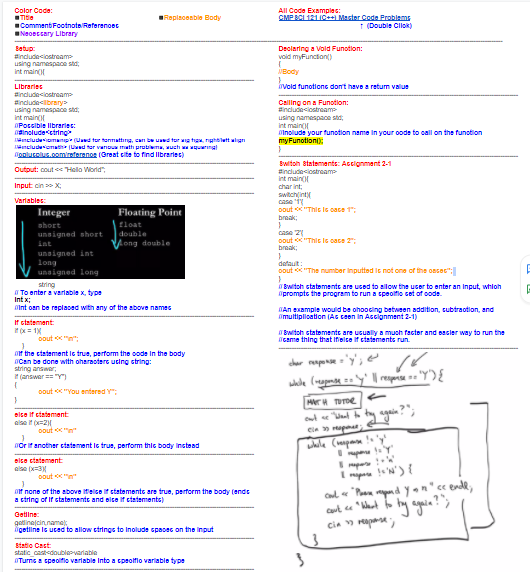 Color Code:
Title
Replaceable Body
Comment/Footnote/References
Necessary Library
Setup:
#include<iostream>
using namespace std;
int main(){
Libraries
#include<iostream>
#include<library>
using namespace std;
int main(){
//Possible libraries:
//#include<string>
//#include<iomanip> (Used for formatting, can be used for sig figs, right/left align
//#include<cmath> (Used for various math problems, such as squaring)
//cplusplus.com/reference (Great site to find libraries)
Output: cout << "Hello World";
Input: cin >> X;
Variables:
Integer
Floating Point
short
float
unsigned short
double
int
long double
unsigned int
long
unsigned long
string
// To enter a variable x, type
int x;
//int can be replaced with any of the above names
If statement:
if (x = 1){
cout << "\n";
}
//If the statement is true, perform the code in the body
//Can be done with characters using string:
string answer;
if (answer == "Y")
{
cout << "You entered Y";
}
else if statement:
else if (x=2){
cout << "\n"
}
//Or if another statement is true, perform this body instead
else statement:
else (x=3){
cout << "\n"
}
//If none of the if/else if statements are true, perform the body (ends
a string of if statements and else if statements)
Getline:
getline(cin,name);
//getline is used to allow strings to include spaces on the input
Static Cast:
static_cast<double>variable
//Turns a specific variable into a specific variable type
All Code Examples:
CMPSCI 121 (C++) Master Code Problems
↑ (Double Click)
Declaring a Void Function:
void myFunction()
{
//Body
}
//Void functions don't have a return value
Calling on a Function:
#include<iostream>
using namespace std;
int main(){
//Include your function name in your code to call on the function
myFunction();
}
Switch Statements: Assignment 2-1
#include<iostream>
int main(){
char int;
switch(int){
case '1'{
cout << "This is case 1";
break;
}
case '2'{
cout << "This is case 2";
break;
}
default :
cout << "The number inputted is not one of the cases";
}
//Switch statements are used to allow the user to enter an input, which
//prompts the program to run a specific set of code.
//An example would be choosing between addition, subtraction, and
//multiplication (As seen in Assignment 2-1)
//Switch statements are usually a much faster and easier way to run the
//same thing that if/else if statements run.
char response = 'y';
while (response == 'y' || response == 'Y') {
MATH TUTOR
cout << "Want to try again?";
cin >> response;
while (response != 'y'
|| response != 'Y'
|| response != 'n'
|| response != 'N') {
cout << "Please respond y or n" << endl;
cout << "Want to try again?";
cin >> response;
}
}